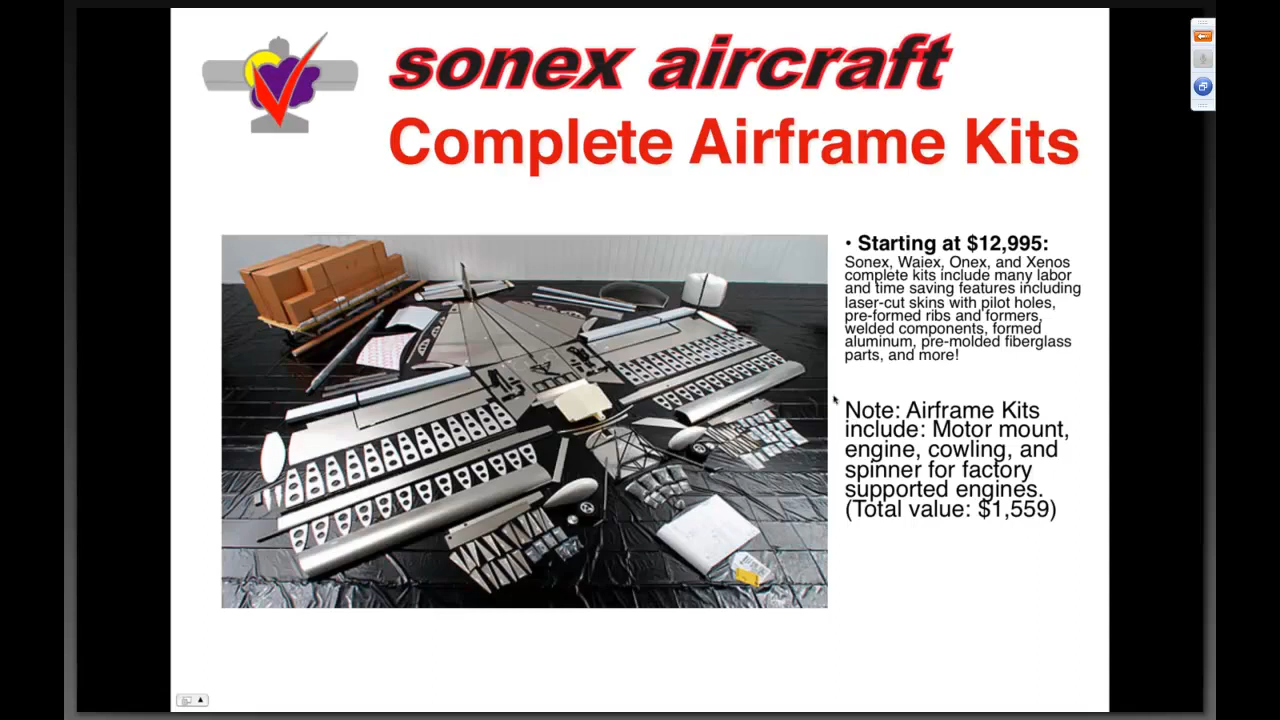 sonex aircraft
Complete Airframe Kits
• Starting at $12,995:
Sonex, Waiex, Onex, and Xenos
complete kits include many labor
and time saving features including
laser-cut skins with pilot holes,
pre-formed ribs and formers,
welded components, formed
aluminum, pre-molded fiberglass
parts, and more!
Note: Airframe Kits
include: Motor mount,
engine, cowling, and
spinner for factory
supported engines.
(Total value: $1,559)